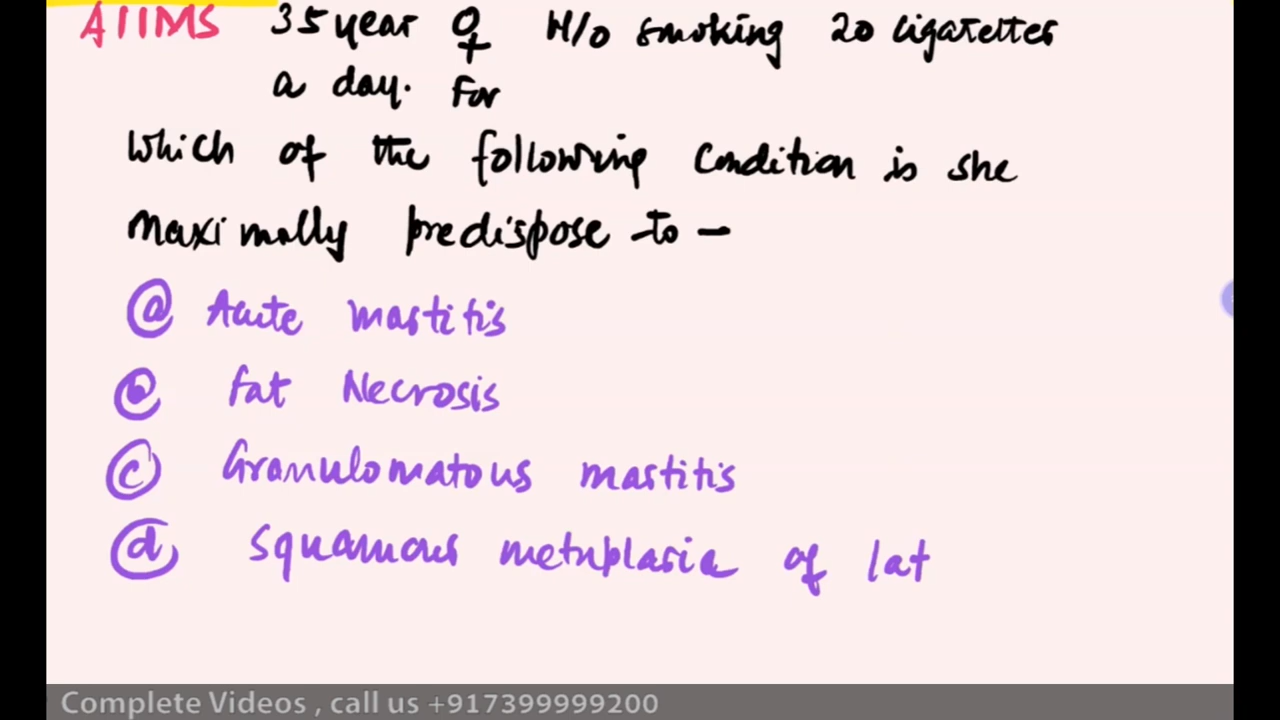 AIIMS 35 year ♀ H/o smoking 20 cigarettes
a day. For
Which of the following condition is she
maximally predispose to -
ⓐ Acute mastitis
ⓑ fat Necrosis
ⓒ Granulomatous mastitis
ⓓ squamous metaplasia of lat
Complete Videos , call us +917399999200